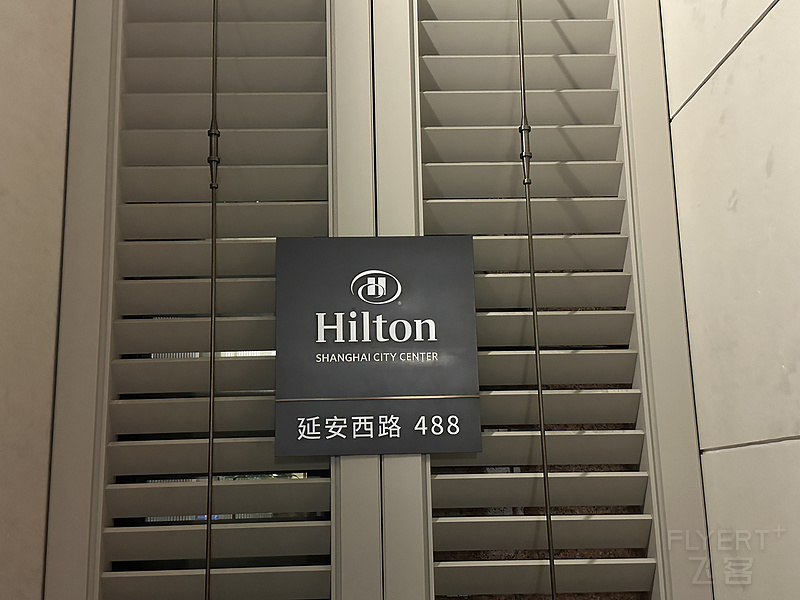 H
Hilton
SHANGHAI CITY CENTER
延安西路 488
FLYERT+
飞客